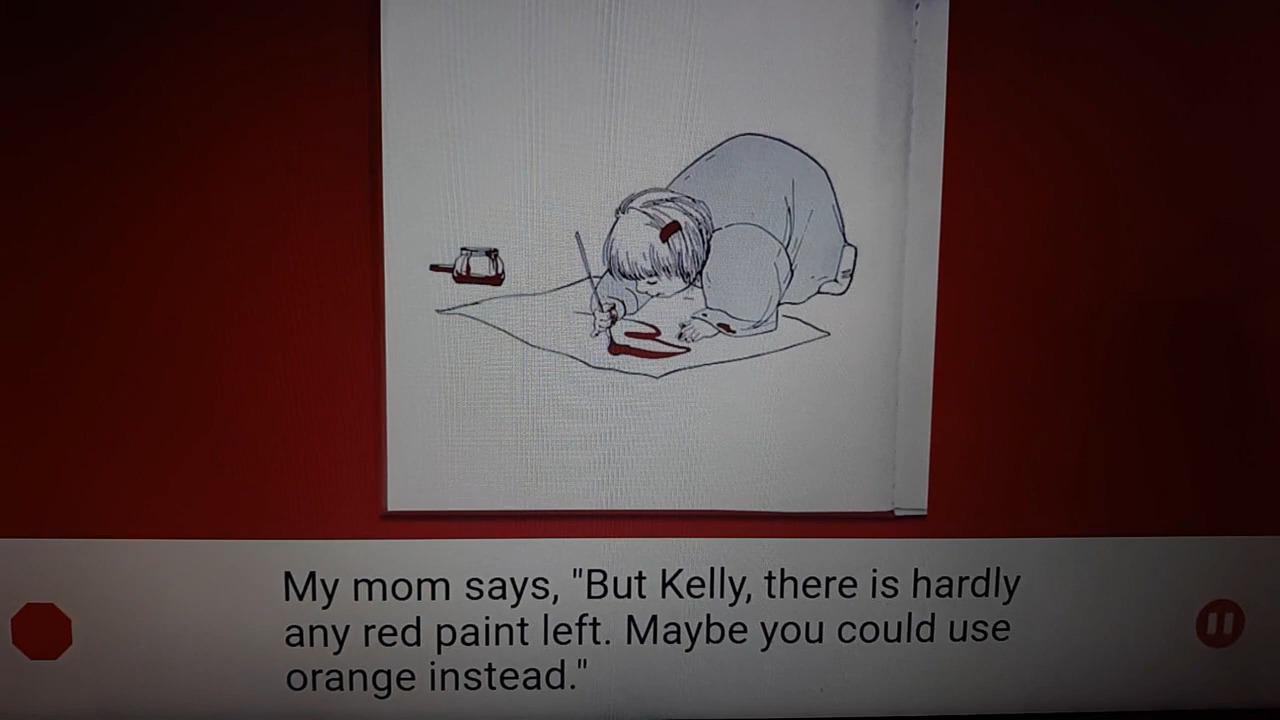 My mom says, "But Kelly, there is hardly
any red paint left. Maybe you could use
orange instead."